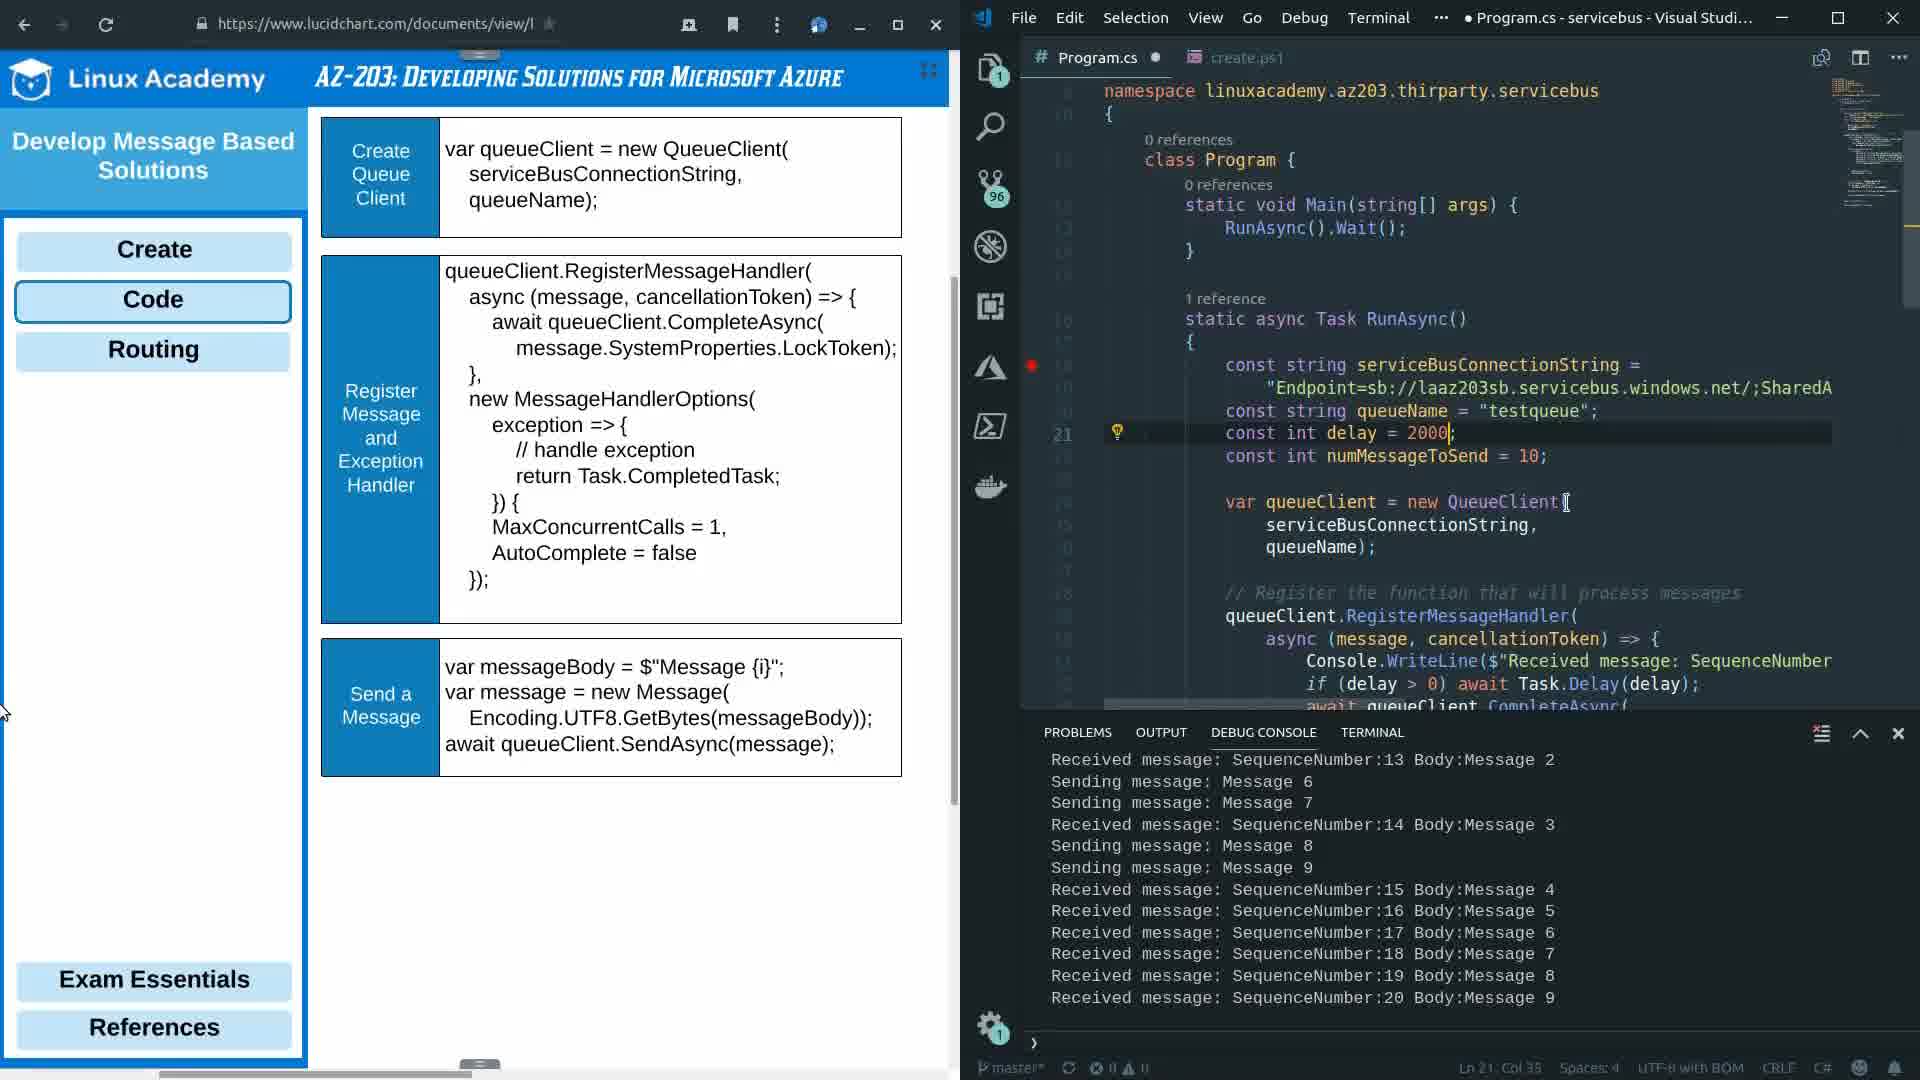 https://www.lucidchart.com/documents/view/l
Linux Academy
AZ-203: Developing Solutions for Microsoft Azure
Develop Message Based
Solutions
Create
Code
Routing
Exam Essentials
References
Create
Queue
Client
var queueClient = new QueueClient(
serviceBusConnectionString,
queueName);
Register
Message
and
Exception
Handler
queueClient.RegisterMessageHandler(
async (message, cancellationToken) => {
await queueClient.CompleteAsync(
message.SystemProperties.LockToken);
},
new MessageHandlerOptions(
exception => {
// handle exception
return Task.CompletedTask;
}) {
MaxConcurrentCalls = 1,
AutoComplete = false
});
Send a
Message
var messageBody = $"Message {i}";
var message = new Message(
Encoding.UTF8.GetBytes(messageBody));
await queueClient.SendAsync(message);
File Edit Selection View Go Debug Terminal ··· ● Program.cs - servicebus - Visual Studi...
# Program.cs ● create.ps1
1
96
1
namespace linuxacademy.az203.thirparty.servicebus
{
0 references
class Program {
0 references
static void Main(string[] args) {
RunAsync().Wait();
}
1 reference
static async Task RunAsync()
{
const string serviceBusConnectionString =
"Endpoint=sb://laaz203sb.servicebus.windows.net/;SharedA
const string queueName = "testqueue";
21 const int delay = 2000;
const int numMessageToSend = 10;
var queueClient = new QueueClient(
serviceBusConnectionString,
queueName);
// Register the function that will process messages
queueClient.RegisterMessageHandler(
async (message, cancellationToken) => {
Console.WriteLine($"Received message: SequenceNumber
if (delay > 0) await Task.Delay(delay);
await queueClient.CompleteAsync(
PROBLEMS OUTPUT DEBUG CONSOLE TERMINAL
Received message: SequenceNumber:13 Body:Message 2
Sending message: Message 6
Sending message: Message 7
Received message: SequenceNumber:14 Body:Message 3
Sending message: Message 8
Sending message: Message 9
Received message: SequenceNumber:15 Body:Message 4
Received message: SequenceNumber:16 Body:Message 5
Received message: SequenceNumber:17 Body:Message 6
Received message: SequenceNumber:18 Body:Message 7
Received message: SequenceNumber:19 Body:Message 8
Received message: SequenceNumber:20 Body:Message 9
master* 0 0 Ln 21, Col 35 Spaces: 4 UTF-8 with BOM CRLF C#